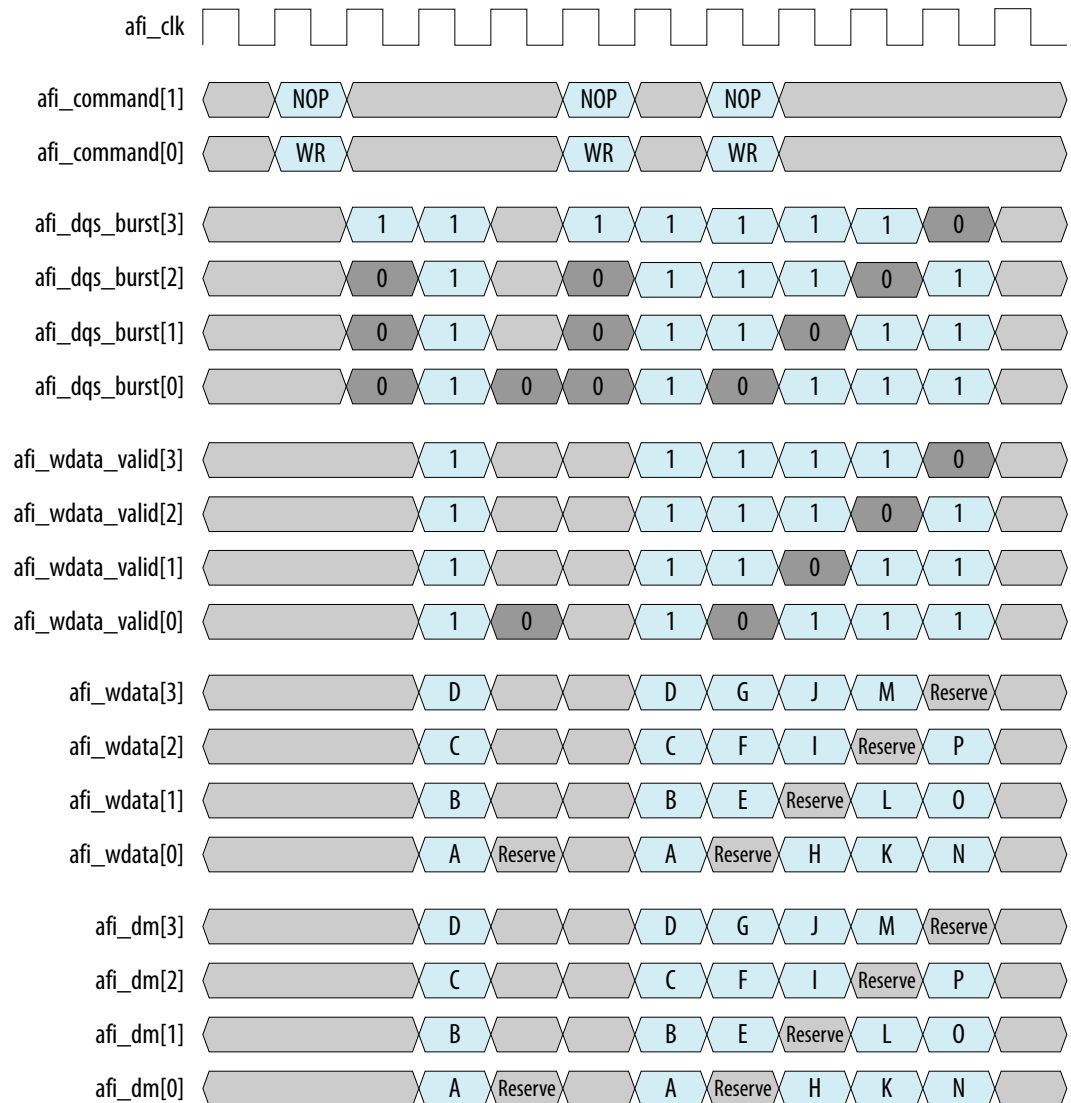 afi_clk
afi_command[1] NOP NOP NOP
afi_command[0] WR WR WR
afi_dqs_burst[3] 1 1 1 1 1 1 1 0
afi_dqs_burst[2] 0 1 0 1 1 1 0 1
afi_dqs_burst[1] 0 1 0 1 1 0 1 1
afi_dqs_burst[0] 0 1 0 0 1 0 1 1 1
afi_wdata_valid[3] 1 1 1 1 1 0
afi_wdata_valid[2] 1 1 1 1 0 1
afi_wdata_valid[1] 1 1 1 0 1 1
afi_wdata_valid[0] 1 0 1 0 1 1 1
afi_wdata[3] D D G J M Reserve
afi_wdata[2] C C F I Reserve P
afi_wdata[1] B B E Reserve L O
afi_wdata[0] A Reserve A Reserve H K N
afi_dm[3] D D G J M Reserve
afi_dm[2] C C F I Reserve P
afi_dm[1] B B E Reserve L O
afi_dm[0] A Reserve A Reserve H K N